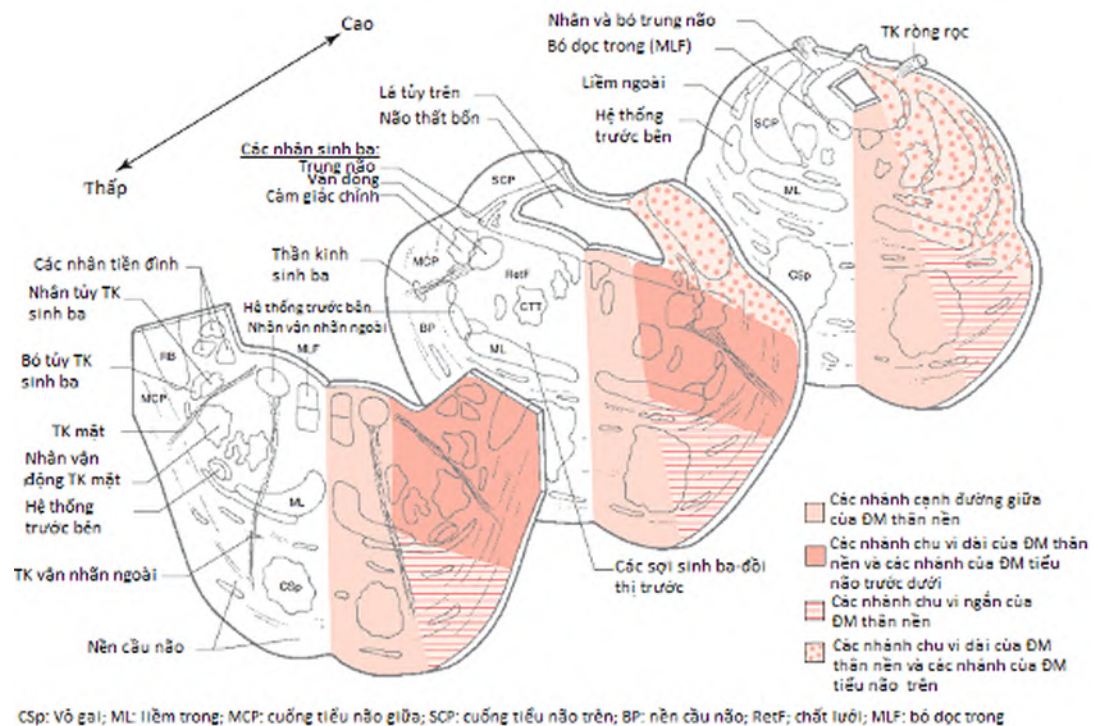 Cao
Thấp
Nhân và bó trung não
Bó dọc trong (MLF)
TK ròng rọc
Liềm ngoài
Hệ thống
trước bên
SCP
ML
CSp
Lá tủy trên
Não thất bốn
Các nhân sinh ba:
Trung não
Vận động
Cảm giác chính
SCP
MCP
Thần kinh
sinh ba
RetF
CTT
BP
ML
Hệ thống trước bên
Nhân vận nhãn ngoài
Các nhân tiền đình
Nhân tủy TK
sinh ba
Bó tủy TK
sinh ba
RB
MCP
MLF
TK mặt
Nhân vận
động TK mặt
Hệ thống
trước bên
ML
TK vận nhãn ngoài
CSp
Nền cầu não
Các sợi sinh ba-đồi
thị trước
Các nhánh cạnh đường giữa
của ĐM thân nền
Các nhánh chu vi dài của ĐM thân
nền và các nhánh của ĐM tiểu
não trước dưới
Các nhánh chu vi ngắn của
ĐM thân nền
Các nhánh chu vi dài của ĐM
thân nền và các nhánh của ĐM
tiểu não trên
CSp: Vỏ gai; ML: liềm trong; MCP: cuống tiểu não giữa; SCP: cuống tiểu não trên; BP: nền cầu não; RetF; chất lưới; MLF: bó dọc trong